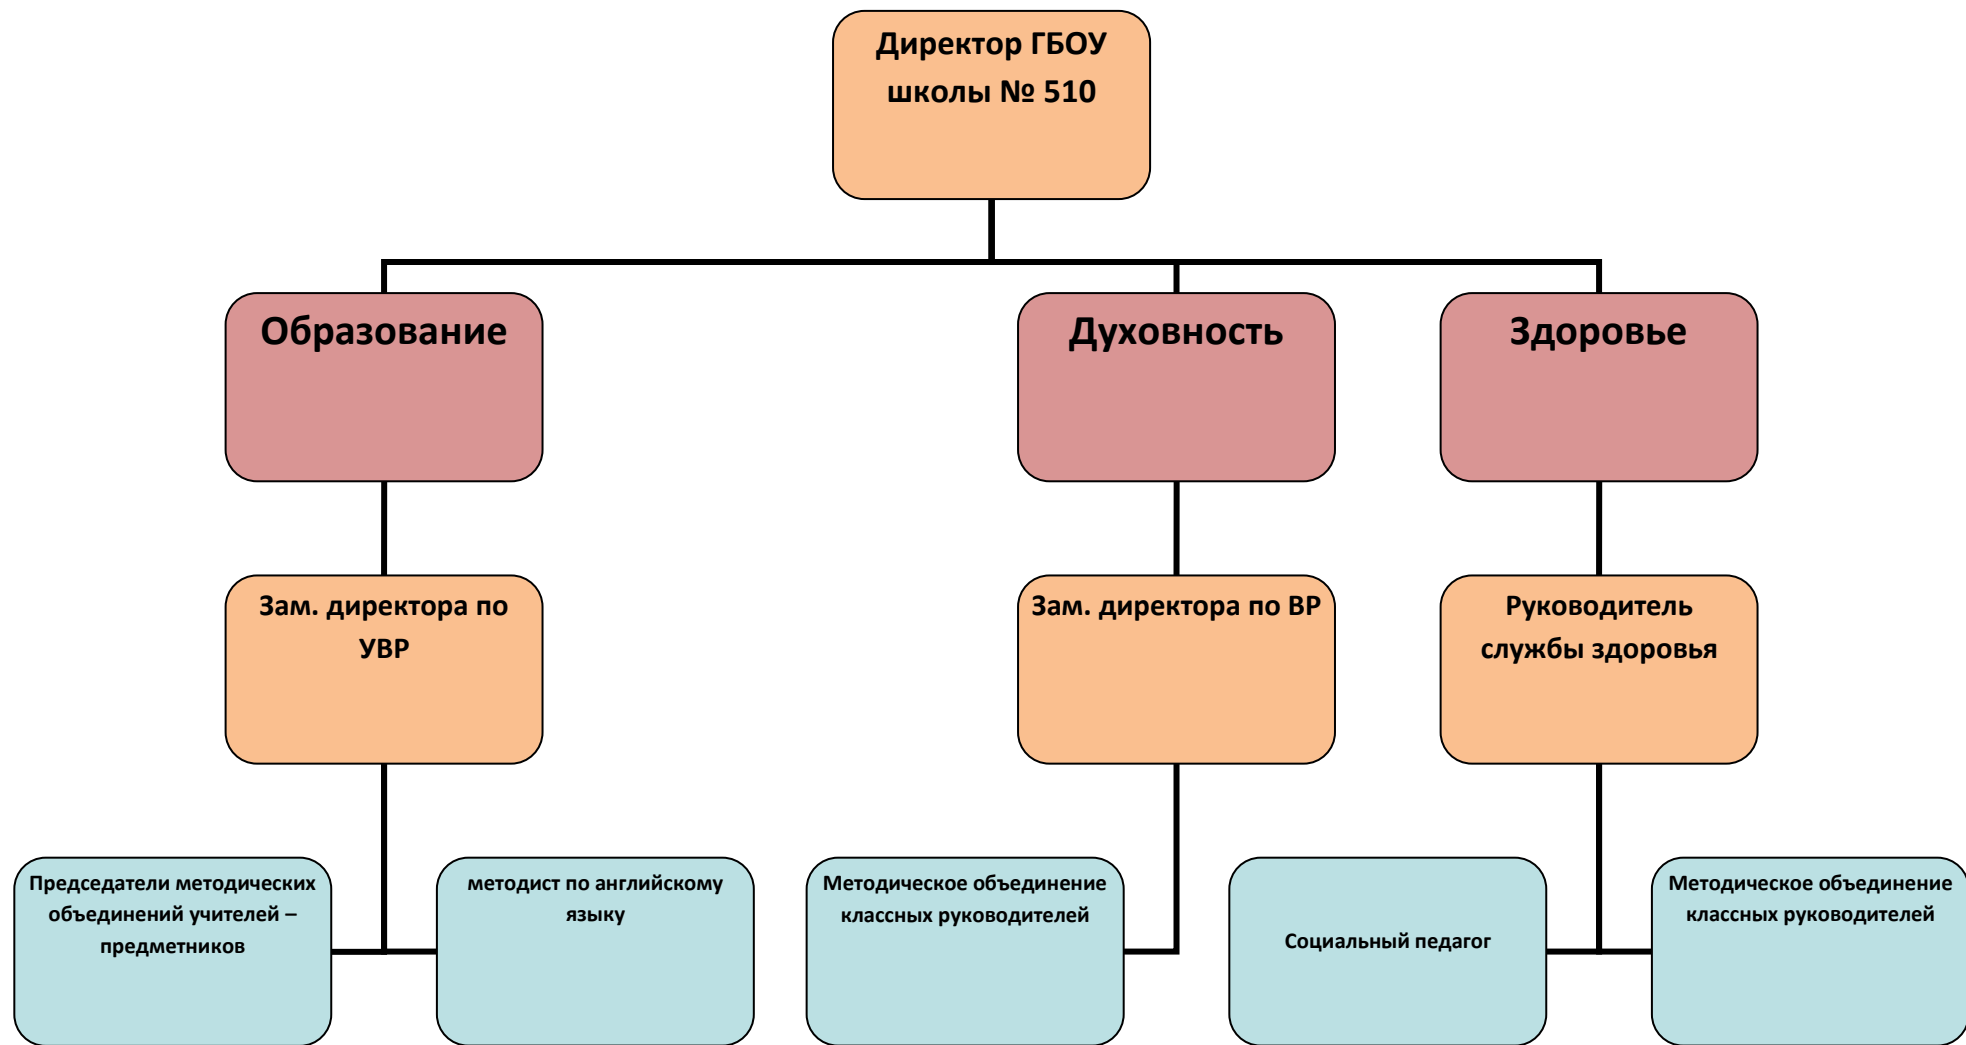 Директор ГБОУ
школы № 510
Образование
Духовность
Здоровье
Зам. директора по
УВР
Зам. директора по ВР
Руководитель
службы здоровья
Председатели методических
объединений учителей –
предметников
методист по английскому
языку
Методическое объединение
классных руководителей
Социальный педагог
Методическое объединение
классных руководителей